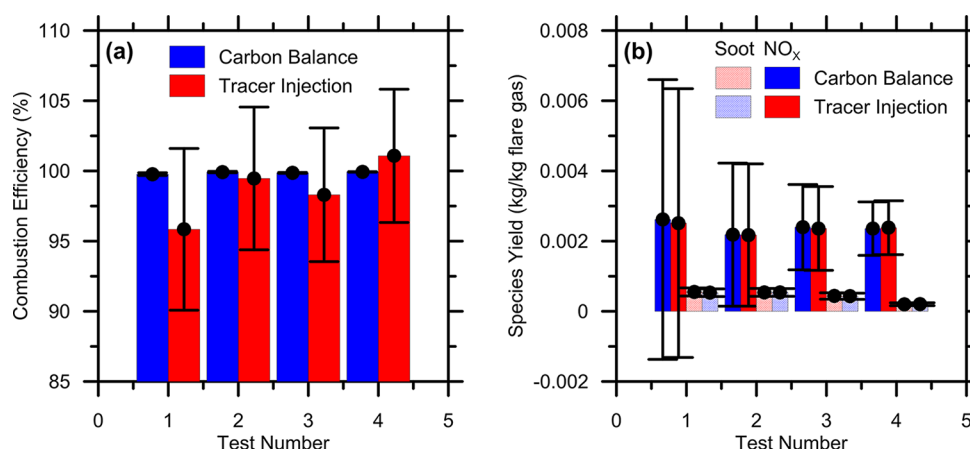 (a)
Carbon Balance
Tracer Injection
Combustion Efficiency (%)
110
105
100
95
90
85
0 1 2 3 4 5
Test Number
(b)
Soot NOX
Carbon Balance
Tracer Injection
Species Yield (kg/kg flare gas)
0.008
0.006
0.004
0.002
0
-0.002
0 1 2 3 4 5
Test Number